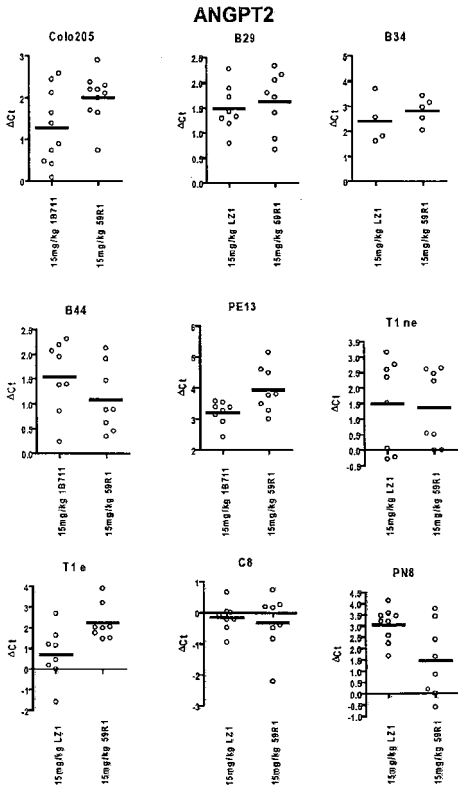 ANGPT2
Colo205
ΔCt
3
2
1
0
15mg/kg 1B711
15mg/kg 59R1
B29
ΔCt
2.5
2.0
1.5
1.0
0.5
0.0
15mg/kg LZ1
15mg/kg 59R1
B34
ΔCt
6
4
2
0
15mg/kg LZ1
15mg/kg 59R1
B44
ΔCt
2.5
2.0
1.5
1.0
0.5
0.0
15mg/kg 1B711
15mg/kg 59R1
PE13
ΔCt
6
5
4
3
2
15mg/kg 1B711
15mg/kg 59R1
T1 ne
ΔCt
3.5
3.0
2.5
2.0
1.5
1.0
0.5
0.0
-0.5
15mg/kg LZ1
15mg/kg 59R1
T1 e
ΔCt
4
3
2
1
0
-1
-2
15mg/kg LZ1
15mg/kg 59R1
C8
ΔCt
1
0
-1
-2
-3
15mg/kg LZ1
15mg/kg 59R1
PN8
ΔCt
4.5
4.0
3.5
3.0
2.5
2.0
1.5
1.0
0.5
0.0
-0.5
-1.0
15mg/kg LZ1
15mg/kg 59R1